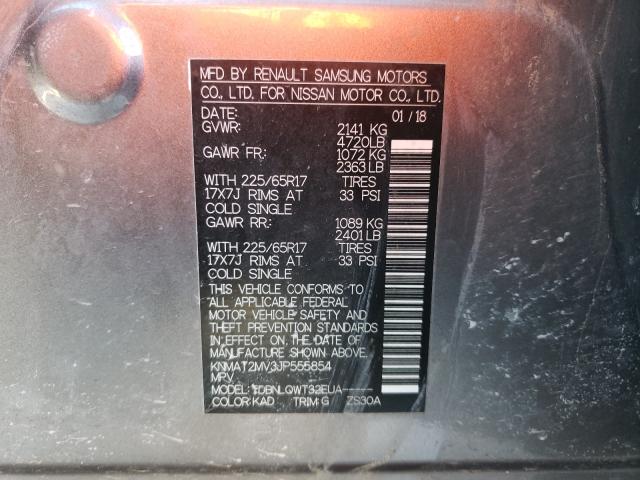 MFD BY RENAULT SAMSUNG MOTORS
CO., LTD. FOR NISSAN MOTOR CO., LTD.
DATE: 01/18
GVWR: 2141 KG
4720LB
GAWR FR: 1072 KG
2363LB
WITH 225/65R17 TIRES
17X7J RIMS AT 33 PSI
COLD SINGLE
GAWR RR: 1089 KG
2401LB
WITH 225/65R17 TIRES
17X7J RIMS AT 33 PSI
COLD SINGLE
THIS VEHICLE CONFORMS TO
ALL APPLICABLE FEDERAL
MOTOR VEHICLE SAFETY AND
THEFT PREVENTION STANDARDS
IN EFFECT ON THE DATE OF
MANUFACTURE SHOWN ABOVE.
KNMAT2MV3JP555854
MPV
MODEL: TDBNLQWT32EUA-----
COLOR: KAD TRIM: G ZS30A